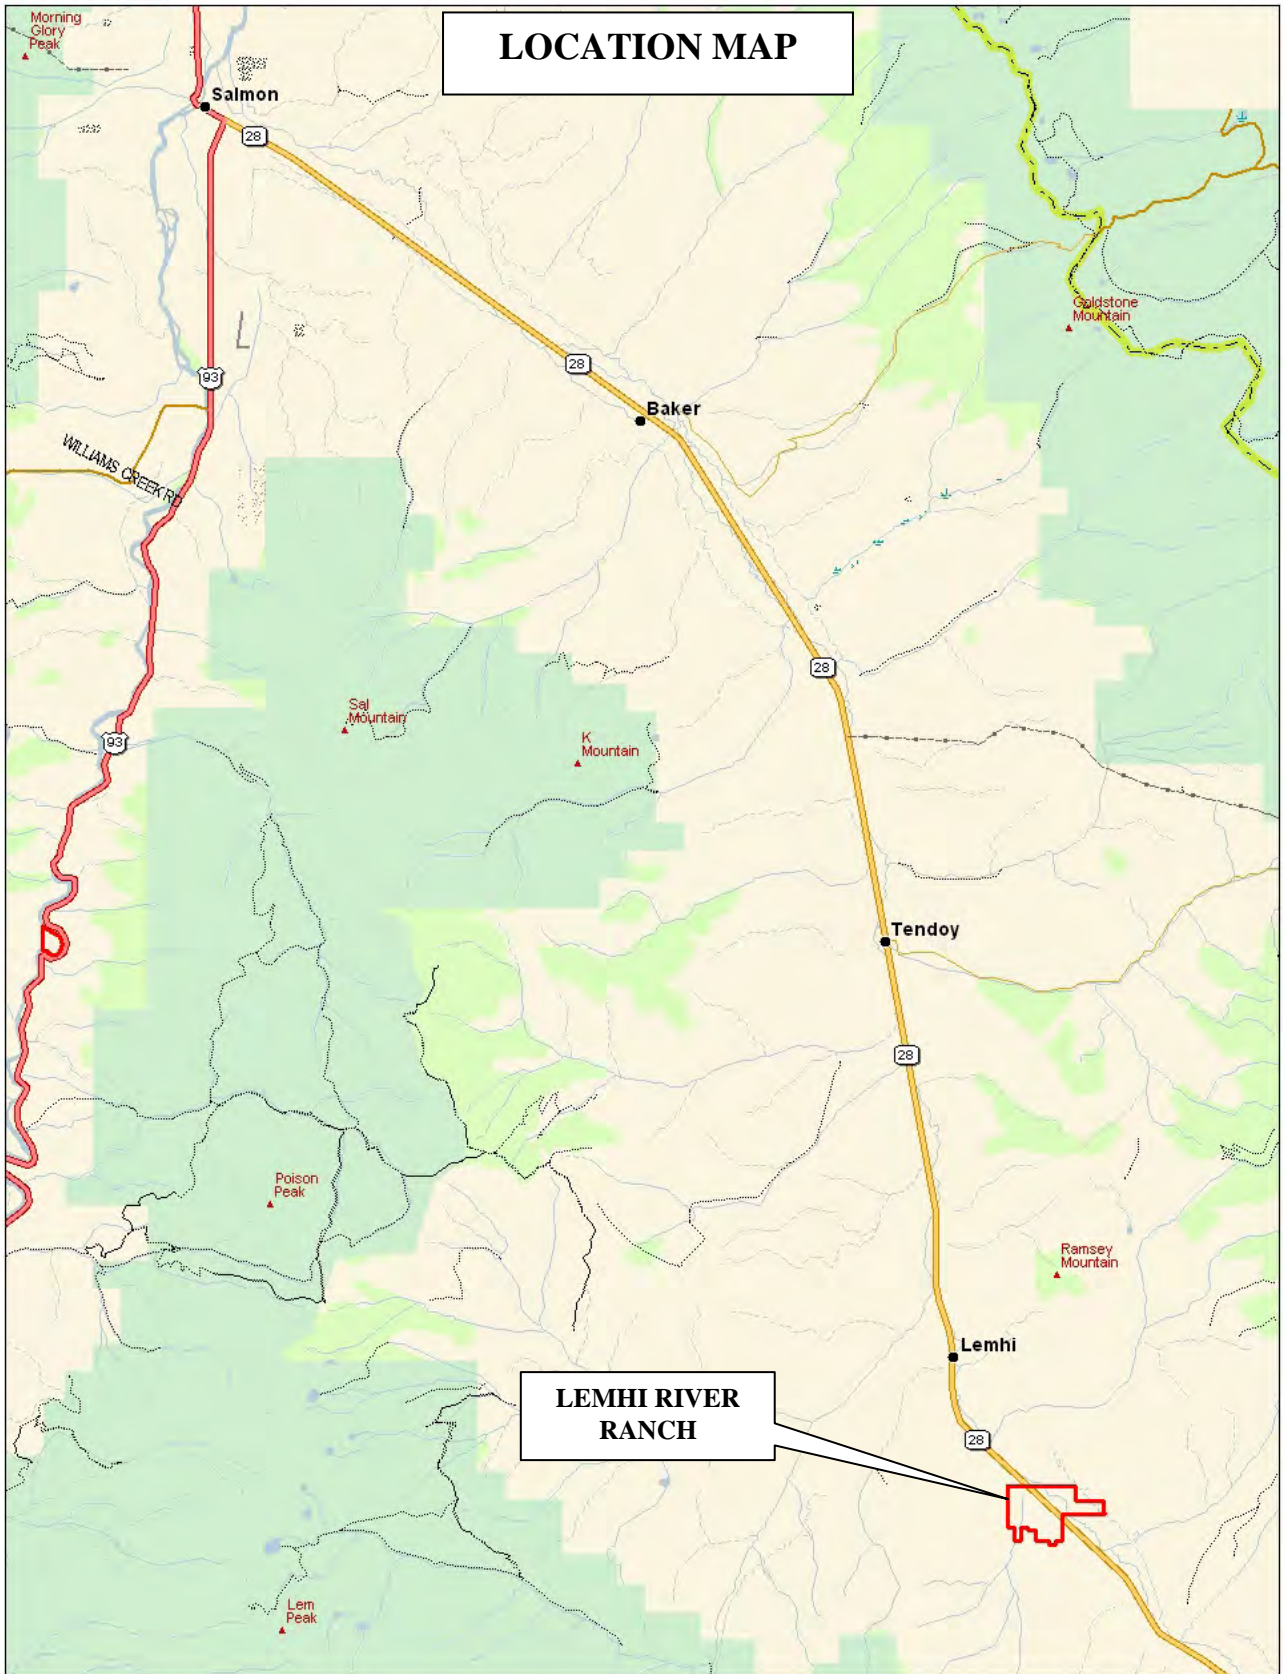 LOCATION MAP
Morning
Glory
Peak
Salmon
28
Goldstone
Mountain
28
93
Baker
WILLIAMS CREEK RD
28
Sal
Mountain
K
Mountain
93
Tendoy
28
Poison
Peak
Ramsey
Mountain
Lemhi
LEMHI RIVER
RANCH
28
Lem
Peak